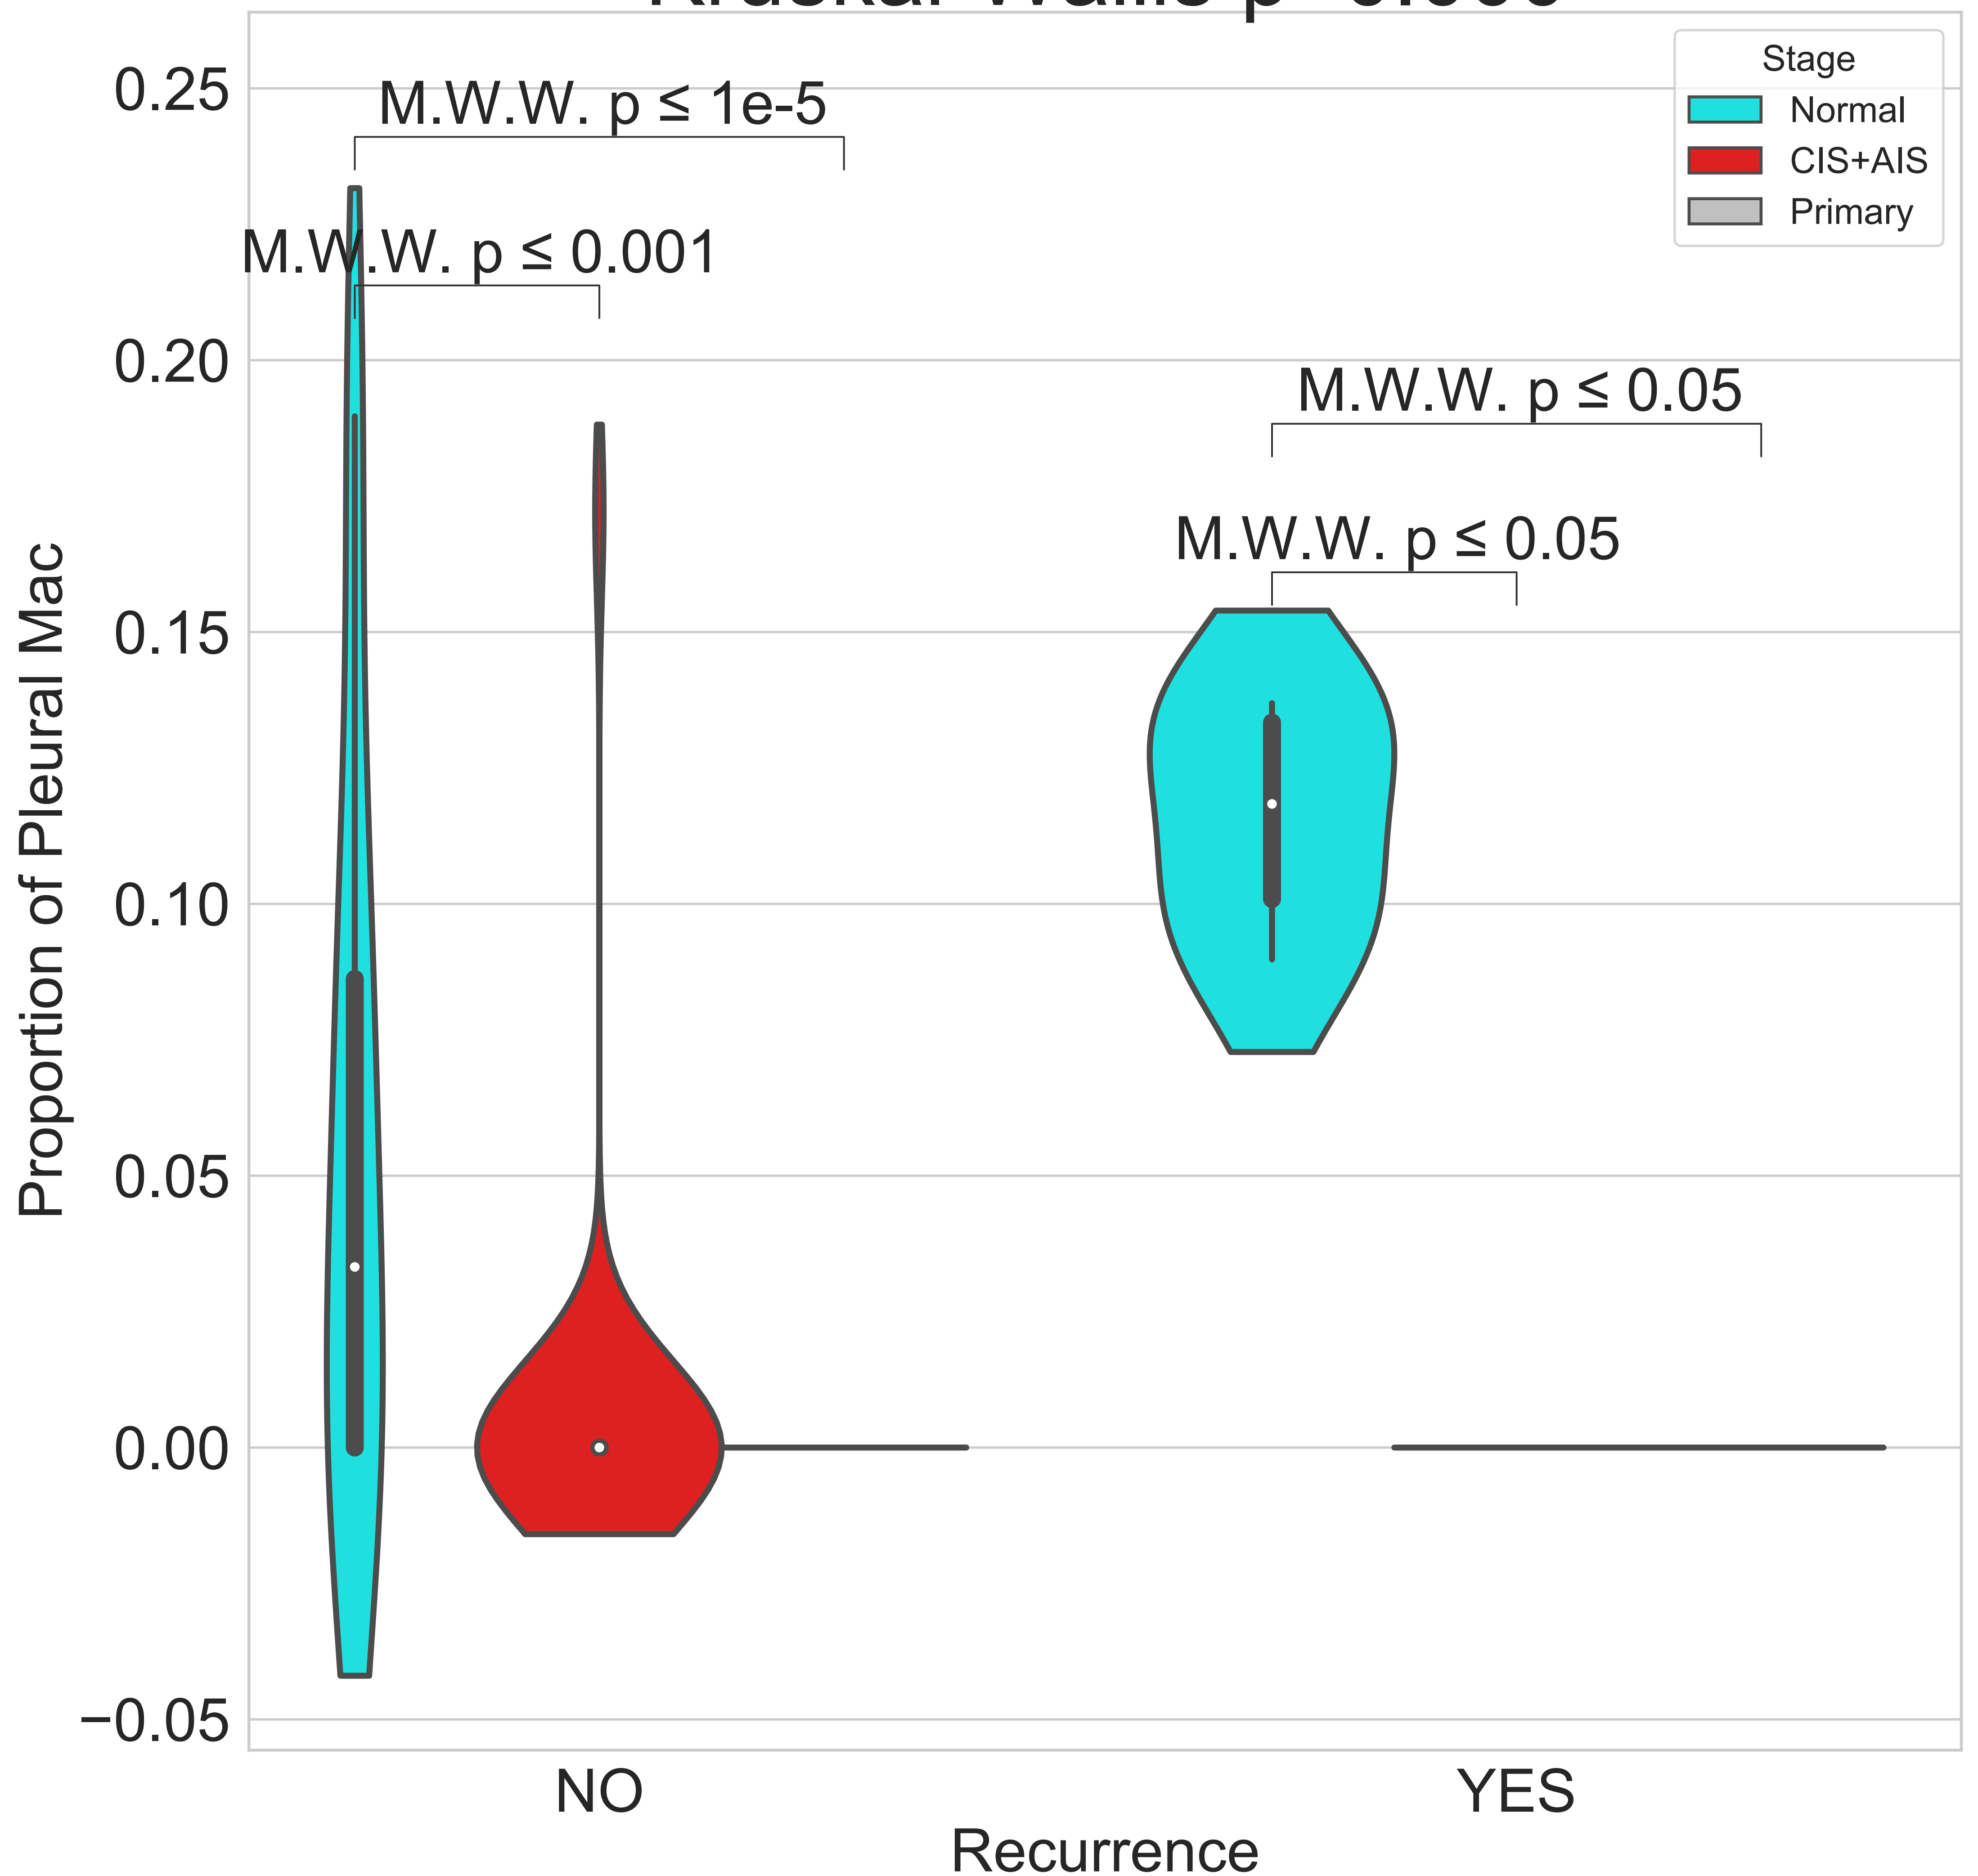 0.25
0.20
0.15
0.10
0.05
0.00
−0.05
Proportion of Pleural Mac
M.W.W. p ≤ 1e-5
M.W.W. p ≤ 0.001
M.W.W. p ≤ 0.05
M.W.W. p ≤ 0.05
Stage
Normal
CIS+AIS
Primary
NO
YES
Recurrence